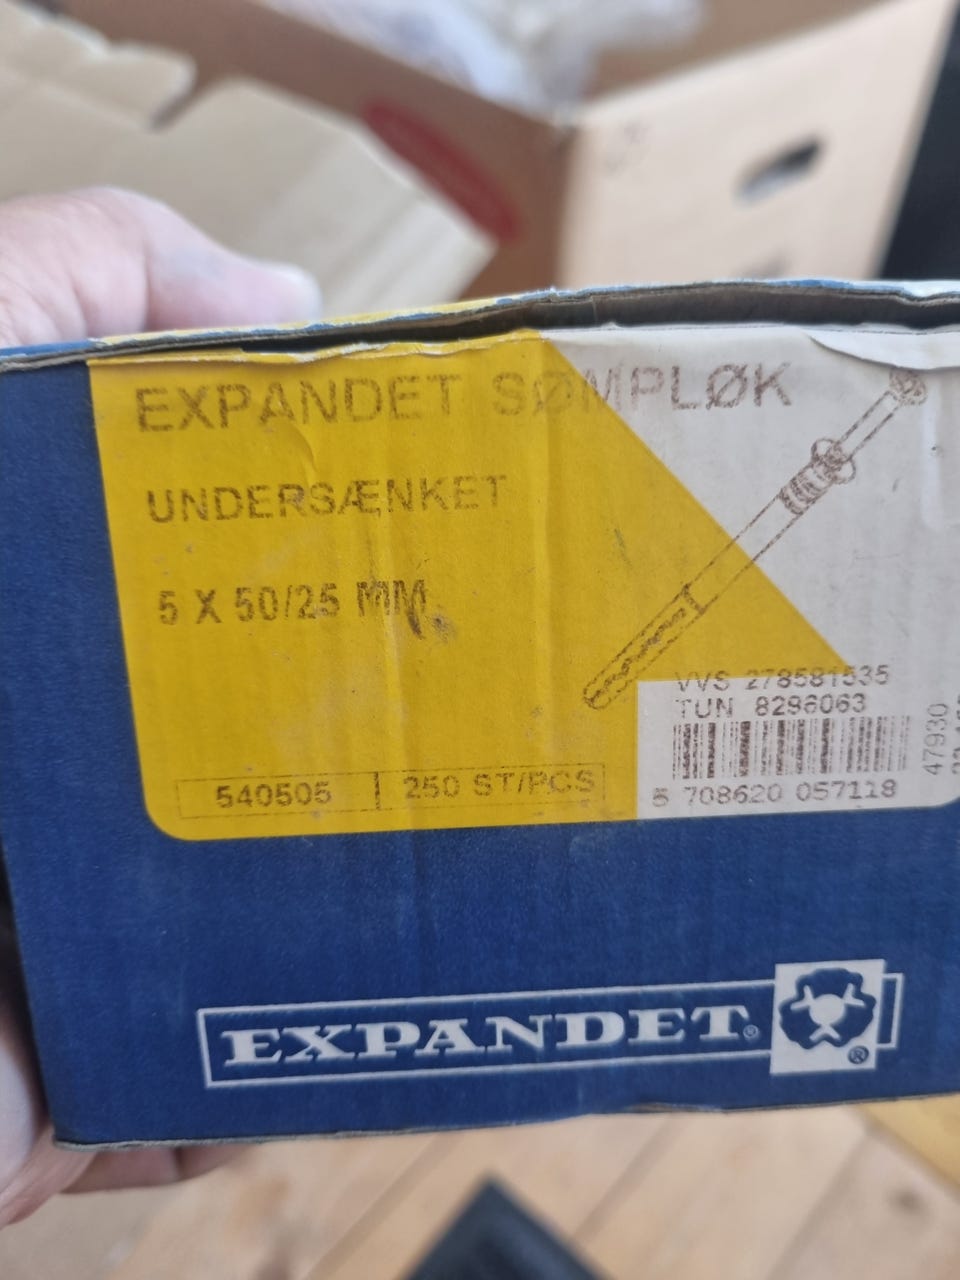 EXPANDET SØMPLØK
UNDERSÆNKET
5 X 50/25 MM
VVS 278581535
TUN 8296063
47930
540505 250 ST/PCS
5 708620 057118
EXPANDET®
®